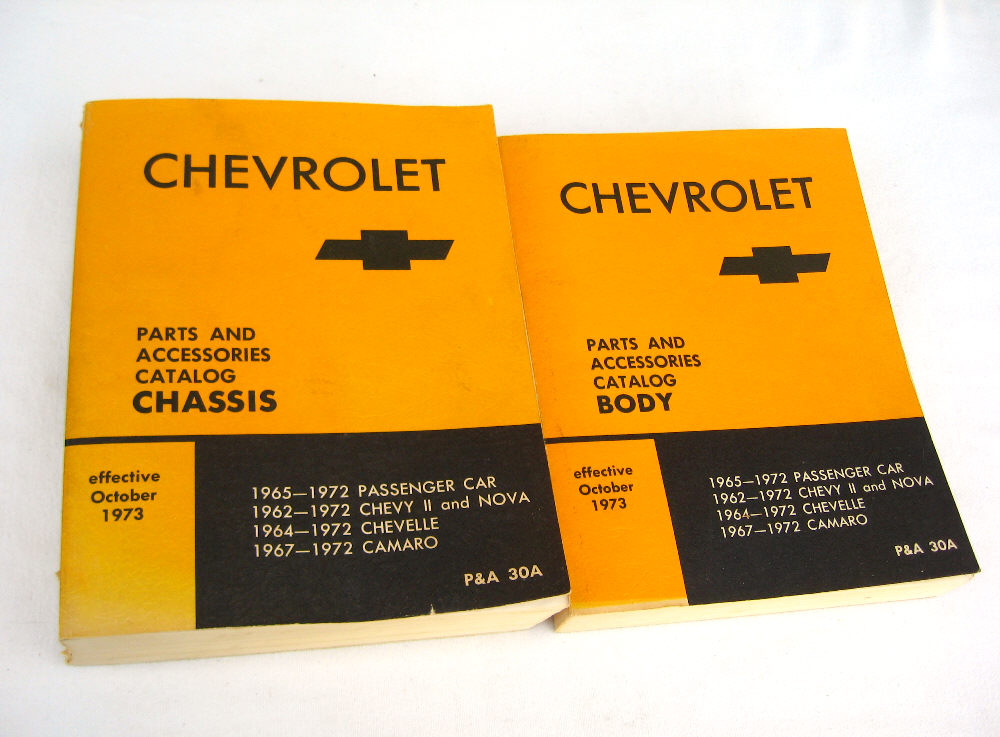 CHEVROLET
PARTS AND
ACCESSORIES
CATALOG
CHASSIS
effective
October
1973
1965—1972 PASSENGER CAR
1962—1972 CHEVY II and NOVA
1964—1972 CHEVELLE
1967—1972 CAMARO
P&A 30A
CHEVROLET
PARTS AND
ACCESSORIES
CATALOG
BODY
effective
October
1973
1965—1972 PASSENGER CAR
1962—1972 CHEVY II and NOVA
1964—1972 CHEVELLE
1967—1972 CAMARO
P&A 30A